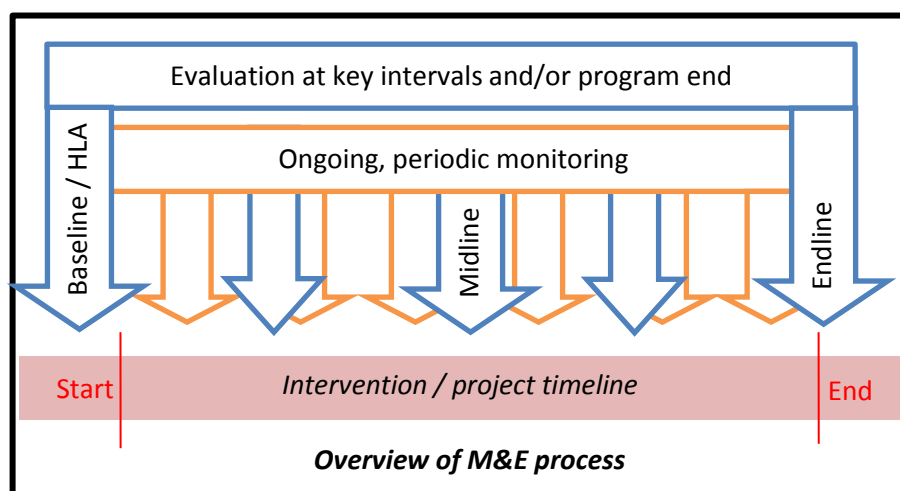 Evaluation at key intervals and/or program end
Ongoing, periodic monitoring
Baseline / HLA
Midline
Endline
Start
Intervention / project timeline
End
Overview of M&E process